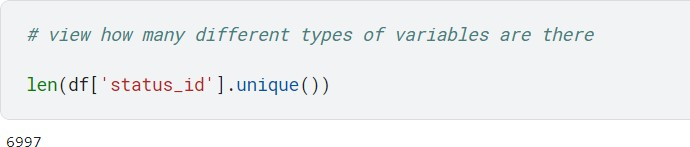 # view how many different types of variables are there
len(df['status_id'].unique())
6997